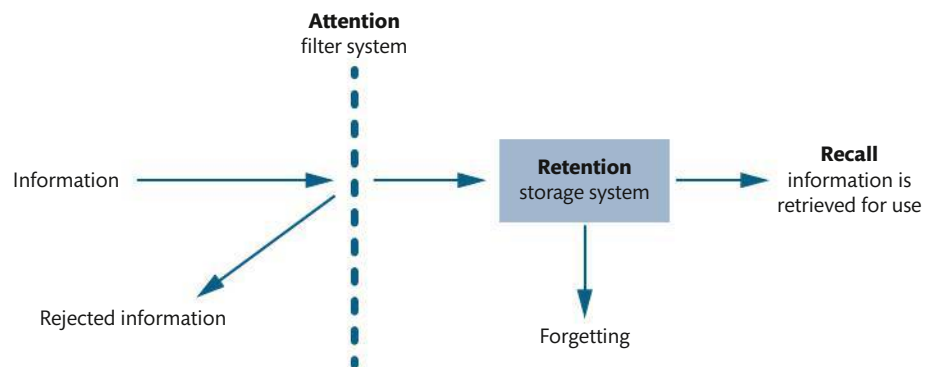 Attention
filter system
Information
Retention
storage system
Recall
information is
retrieved for use
Rejected information
Forgetting